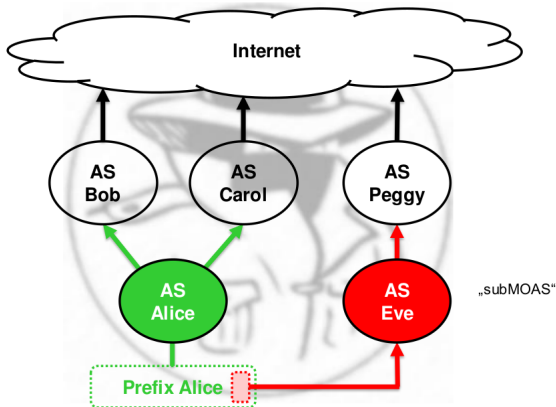 Internet
AS
Bob
AS
Carol
AS
Peggy
AS
Alice
AS
Eve
„subMOAS“
Prefix Alice